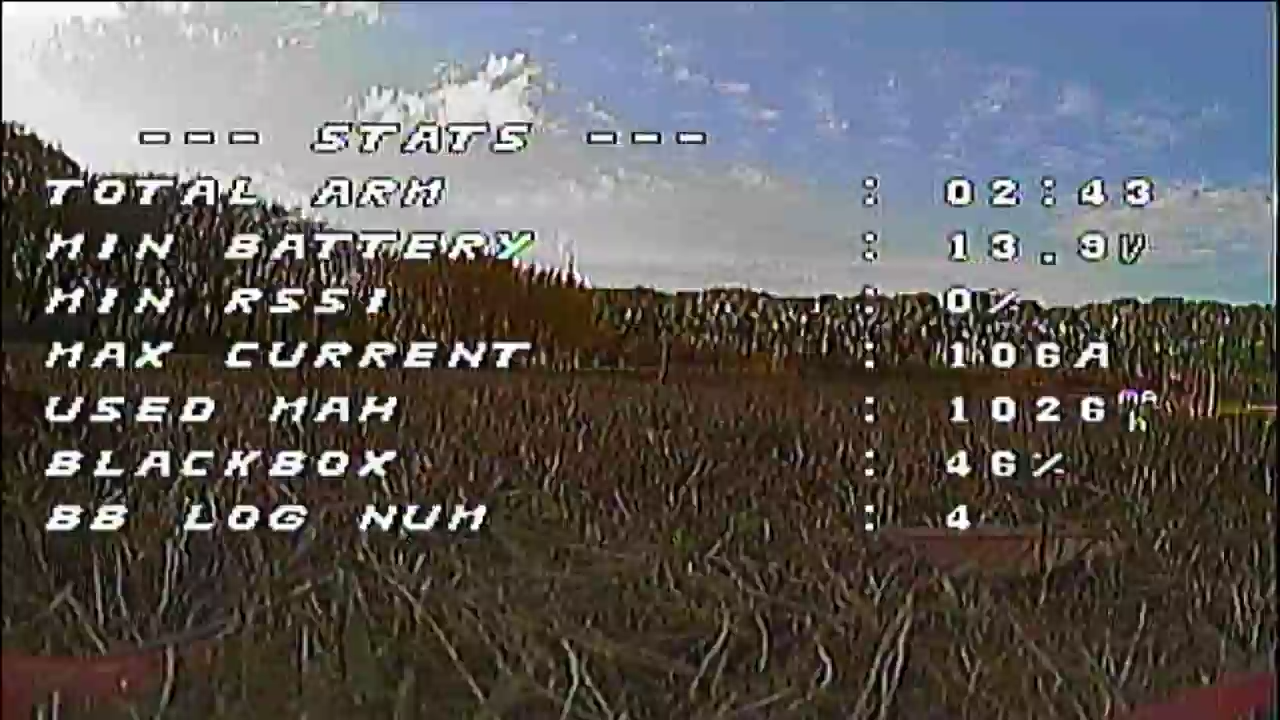 --- STATS ---
TOTAL ARM : 02:43
MIN BATTERY : 13.9V
MIN RSSI : 0%
MAX CURRENT : 106A
USED MAH : 1026mAh
BLACKBOX : 46%
BB LOG NUM : 4